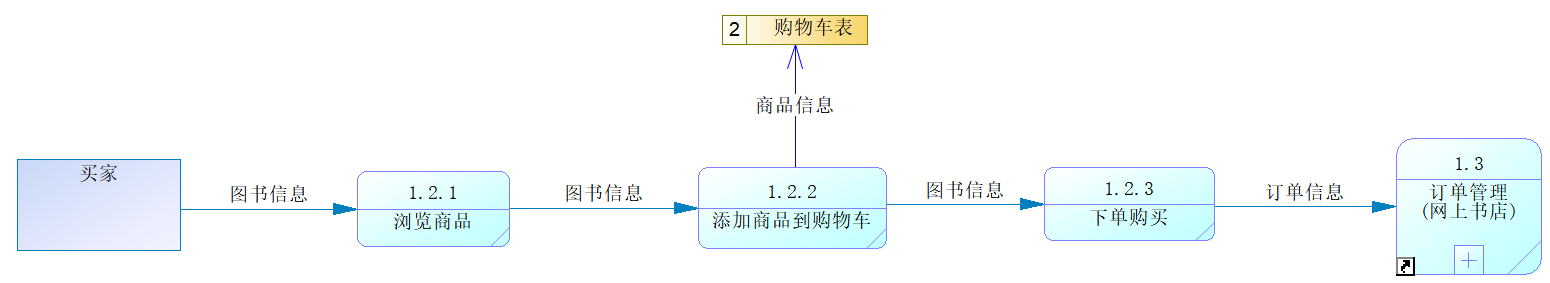 2 购物车表
商品信息
买家
图书信息
1.2.1
浏览商品
图书信息
1.2.2
添加商品到购物车
图书信息
1.2.3
下单购买
订单信息
1.3
订单管理
(网上书店)